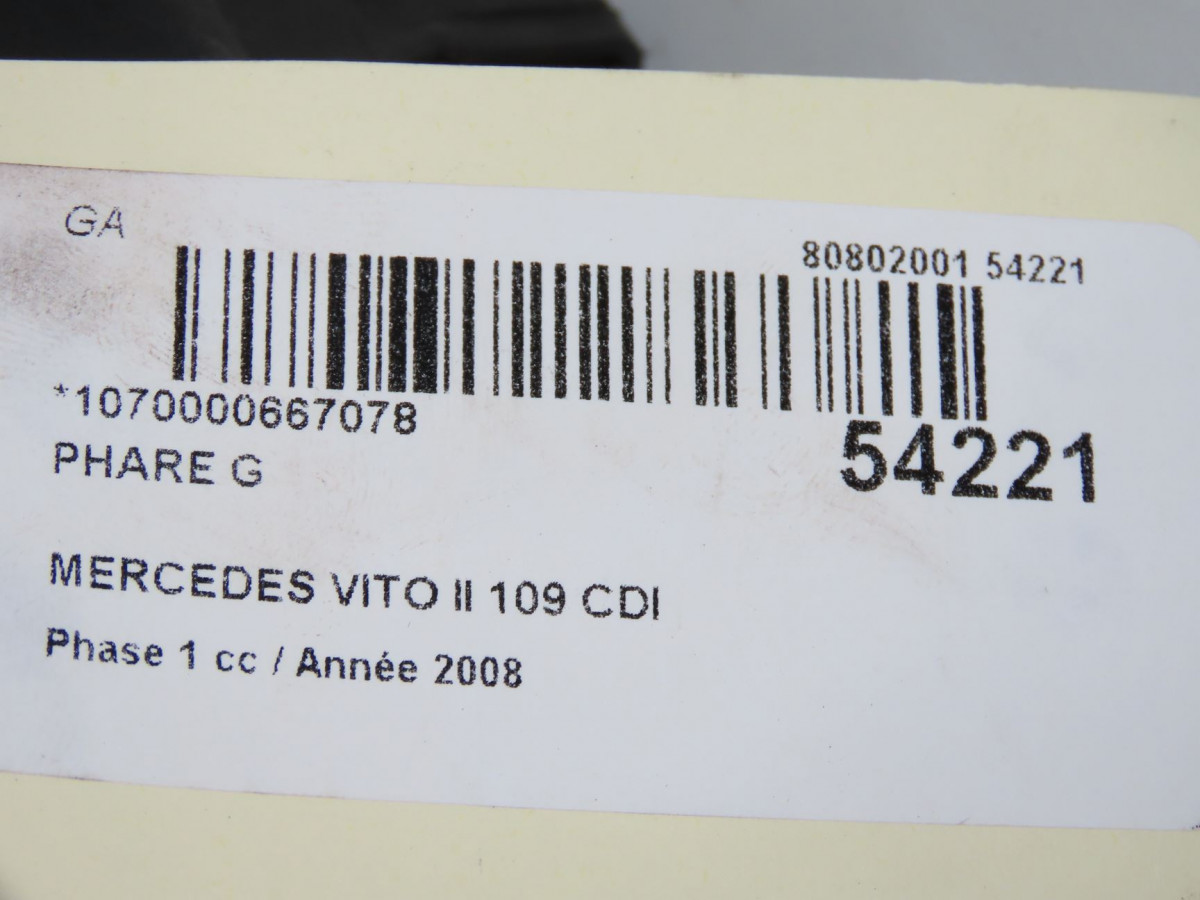 GA
80802001 54221
*1070000667078
54221
PHARE G
MERCEDES VITO II 109 CDI
Phase 1 cc / Année 2008